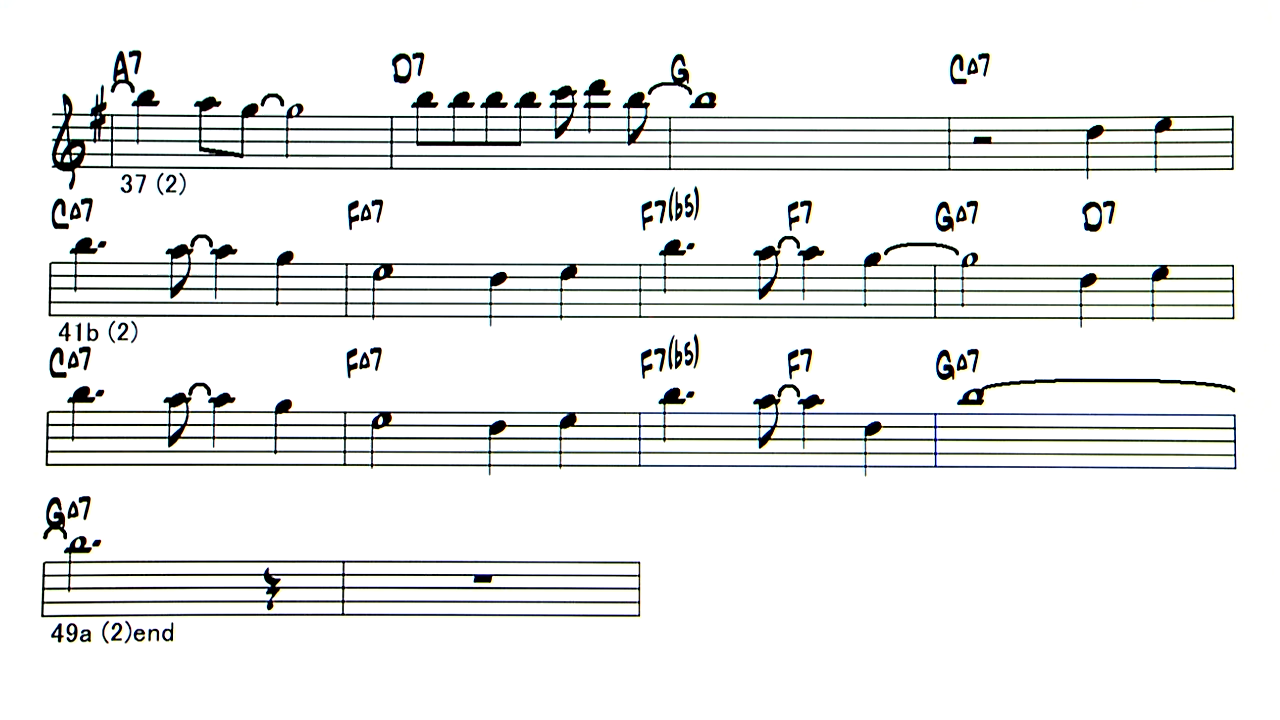 A7 D7 G CΔ7
37 (2)
CΔ7 FΔ7 F7(b5) F7 GΔ7 D7
41b (2)
CΔ7 FΔ7 F7(b5) F7 GΔ7
GΔ7
49a (2)end